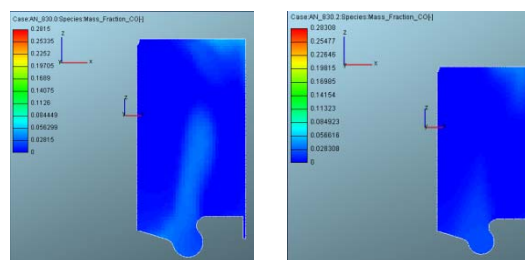 Case:AN_830.0:Species:Mass_Fraction_CO[-]
0.2815
0.25335
0.2252
0.19705
0.1689
0.14075
0.1126
0.084449
0.056299
0.02815
0
z
y
x
z
Case:AN_830.2:Species:Mass_Fraction_CO[-]
0.28308
0.25477
0.22646
0.19815
0.16985
0.14154
0.11323
0.084923
0.056616
0.028308
0
z
x
z